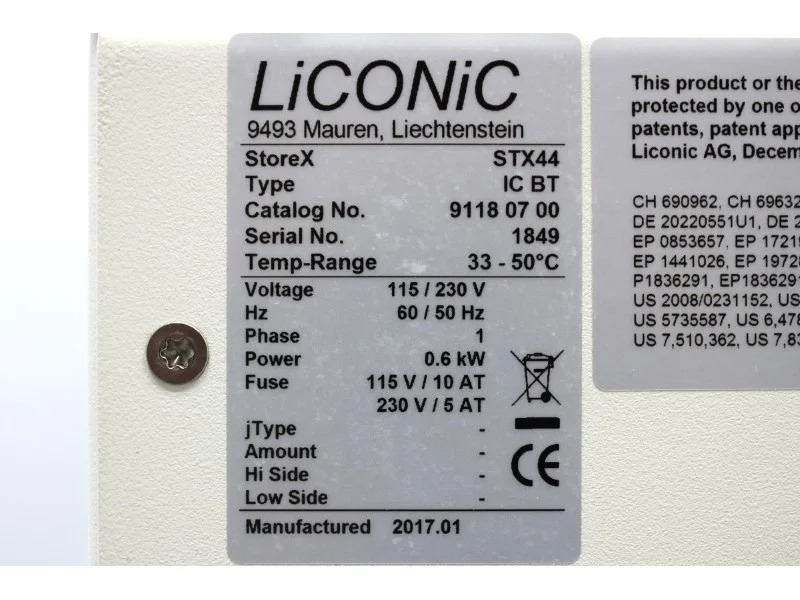 LiCONiC
9493 Mauren, Liechtenstein
StoreX STX44
Type IC BT
Catalog No. 9118 07 00
Serial No. 1849
Temp-Range 33 - 50°C
Voltage 115 / 230 V
Hz 60 / 50 Hz
Phase 1
Power 0.6 kW
Fuse 115 V / 10 AT
230 V / 5 AT
jType -
Amount -
Hi Side -
Low Side -
CE
Manufactured 2017.01
This product or the
protected by one o
patents, patent app
Liconic AG, Decem
CH 690962, CH 69632
DE 20220551U1, DE 2
EP 0853657, EP 1721
EP 1441026, EP 1972
P1836291, EP1836291
US 2008/0231152, US
US 5735587, US 6,478
US 7,510,362, US 7,83